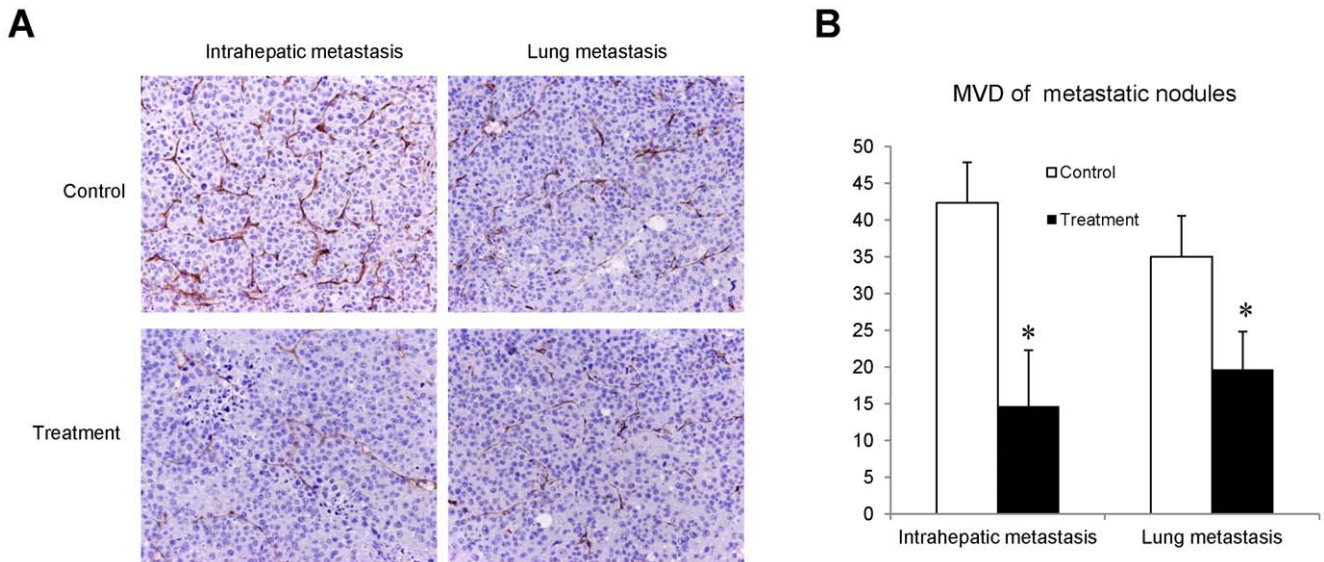 A
Intrahepatic metastasis
Lung metastasis
Control
Treatment
B
MVD of metastatic nodules
50
45
40
35
30
25
20
15
10
5
0
Control
Treatment
*
*
Intrahepatic metastasis
Lung metastasis